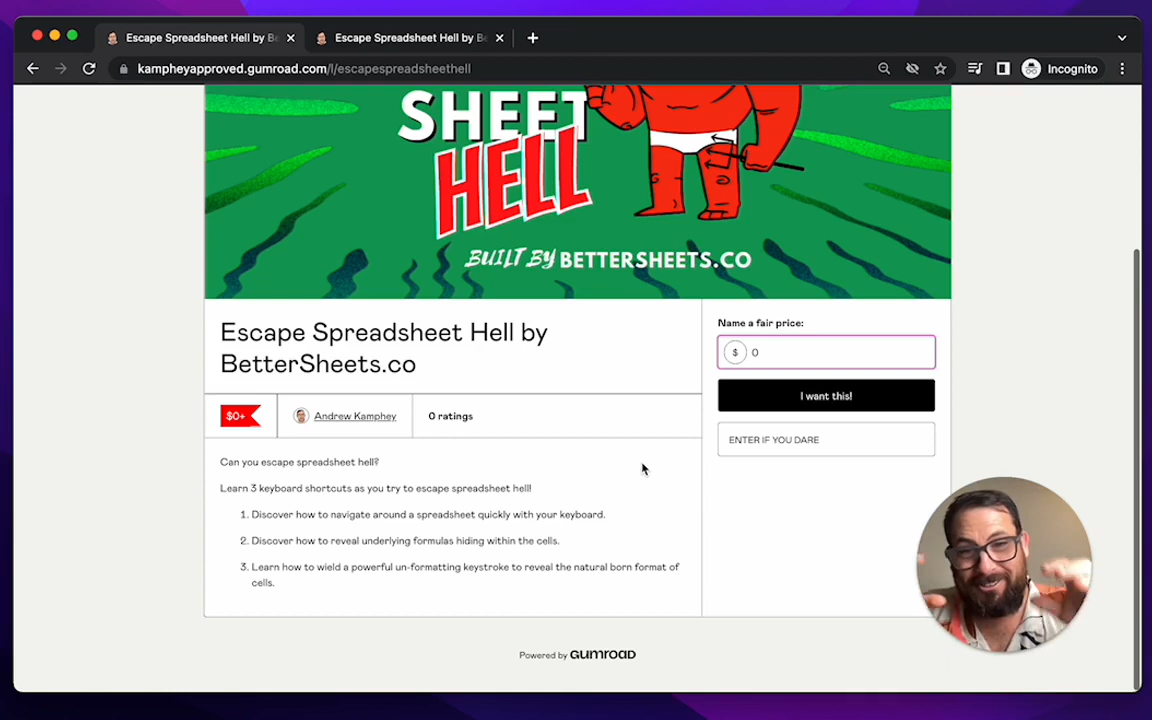 Escape Spreadsheet Hell by Be
Escape Spreadsheet Hell by Be
kampheyapproved.gumroad.com/l/escapespreadsheethell
Incognito
SHEET
HELL
BUILT BY BETTERSHEETS.CO
Escape Spreadsheet Hell by
BetterSheets.co
$0+
Andrew Kamphey
0 ratings
Can you escape spreadsheet hell?
Learn 3 keyboard shortcuts as you try to escape spreadsheet hell!
1. Discover how to navigate around a spreadsheet quickly with your keyboard.
2. Discover how to reveal underlying formulas hiding within the cells.
3. Learn how to wield a powerful un-formatting keystroke to reveal the natural born format of
cells.
Name a fair price:
$ 0
I want this!
ENTER IF YOU DARE
Powered by GUMROAD